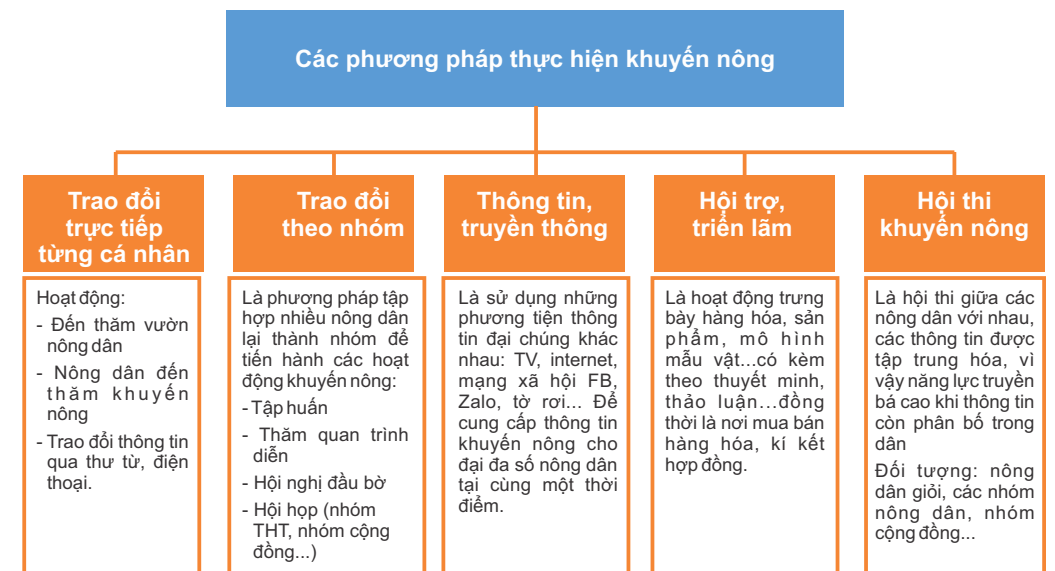 Các phương pháp thực hiện khuyến nông
Trao đổi
trực tiếp
từng cá nhân
Hoạt động:
- Đến thăm vườn
nông dân
- Nông dân đến
thăm khuyến
nông
- Trao đổi thông tin
qua thư từ, điện
thoại.
Trao đổi
theo nhóm
Là phương pháp tập
hợp nhiều nông dân
lại thành nhóm để
tiến hành các hoạt
động khuyến nông:
- Tập huấn
- Thăm quan trình
diễn
- Hội nghị đầu bờ
- Hội họp (nhóm
THT, nhóm cộng
đồng...)
Thông tin,
truyền thông
Là sử dụng những
phương tiện thông
tin đại chúng khác
nhau: TV, internet,
mạng xã hội FB,
Zalo, tờ rơi... Để
cung cấp thông tin
khuyến nông cho
đại đa số nông dân
tại cùng một thời
điểm.
Hội trợ,
triển lãm
Là hoạt động trưng
bày hàng hóa, sản
phẩm, mô hình
mẫu vật...có kèm
theo thuyết minh,
thảo luận...đồng
thời là nơi mua bán
hàng hóa, kí kết
hợp đồng.
Hội thi
khuyến nông
Là hội thi giữa các
nông dân với nhau,
các thông tin được
tập trung hóa, vì
vậy năng lực truyền
bá cao khi thông tin
còn phân bố trong
dân
Đối tượng: nông
dân giỏi, các nhóm
nông dân, nhóm
cộng đồng...